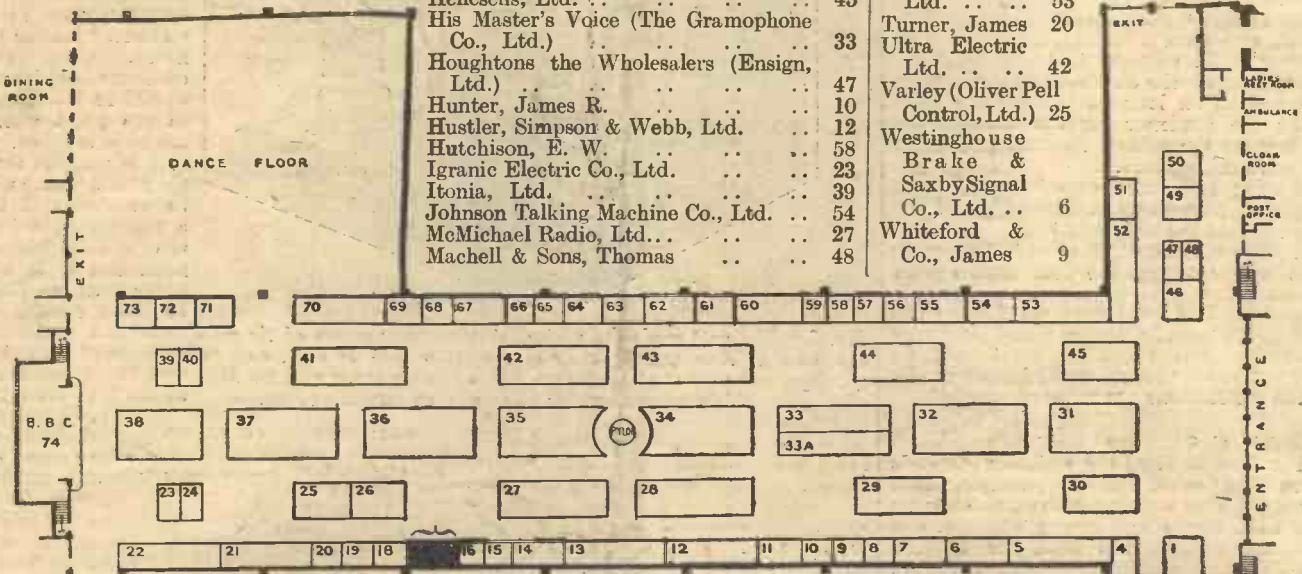 Henesens, Ltd. .. .. .. .. 45
His Master's Voice (The Gramophone
Co., Ltd.) .. .. .. .. 33
Houghtons the Wholesalers (Ensign,
Ltd.) .. .. .. .. .. 47
Hunter, James R. .. .. .. 10
Hustler, Simpson & Webb, Ltd. .. 12
Hutchison, E. W. .. .. .. 58
Igranic Electric Co., Ltd. .. .. 23
Itonia, Ltd. .. .. .. .. 39
Johnson Talking Machine Co., Ltd. .. 54
McMichael Radio, Ltd... .. .. 27
Machell & Sons, Thomas .. .. 48
Ltd. .. .. 53
Turner, James 20
Ultra Electric
Ltd. .. .. 42
Varley (Oliver Pell
Control, Ltd.) 25
Westinghouse
Brake &
Saxby Signal
Co., Ltd. .. 6
Whiteford &
Co., James 9
EXIT
DINING
ROOM
DANCE FLOOR
EXIT
LADIES
REST ROOM
AMBULANCE
CLOAK
ROOM
POST
OFFICE
50
49
51
52
47 48
46
73 72 71 70 69 68 67 66 65 64 63 62 61 60 59 58 57 56 55 54 53
39 40 41 42 43 44 45
B.B.C
74
38 37 36 35 34 33 32 31
33A
23 24 25 26 27 28 29 30
ENTRANCE
22 21 20 19 18 16 15 14 13 12 11 10 9 8 7 6 5 4 1